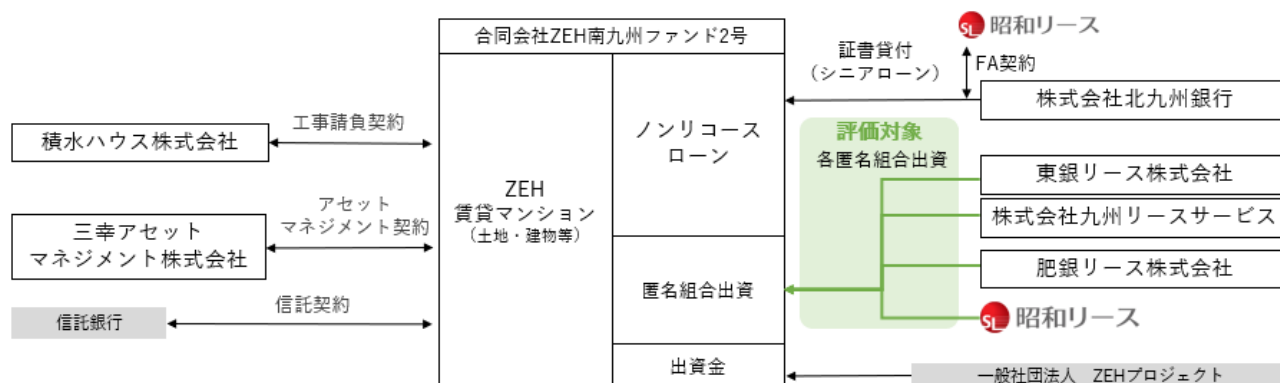 合同会社ZEH南九州ファンド2号
積水ハウス株式会社
工事請負契約
三幸アセット
マネジメント株式会社
アセット
マネジメント契約
信託銀行
信託契約
ZEH
賃貸マンション
（土地・建物等）
ノンリコース
ローン
匿名組合出資
出資金
証書貸付
（シニアローン）
SL 昭和リース
FA契約
株式会社北九州銀行
評価対象
各匿名組合出資
東銀リース株式会社
株式会社九州リースサービス
肥銀リース株式会社
SL 昭和リース
一般社団法人　ZEHプロジェクト